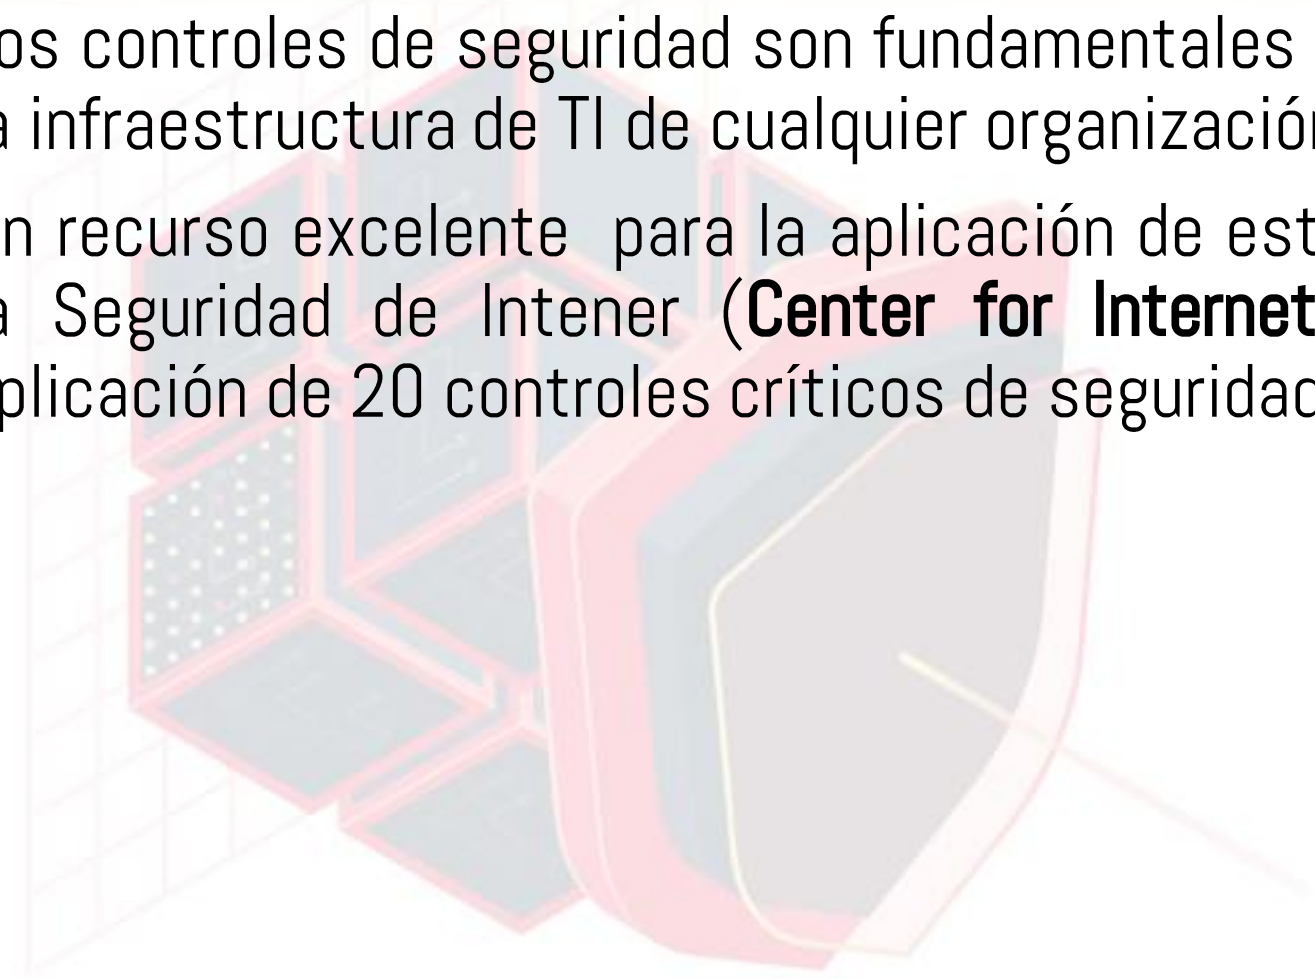 os controles de seguridad son fundamentales
a infraestructura de TI de cualquier organización
n recurso excelente para la aplicación de est
a Seguridad de Intener (Center for Internet
plicación de 20 controles críticos de seguridad